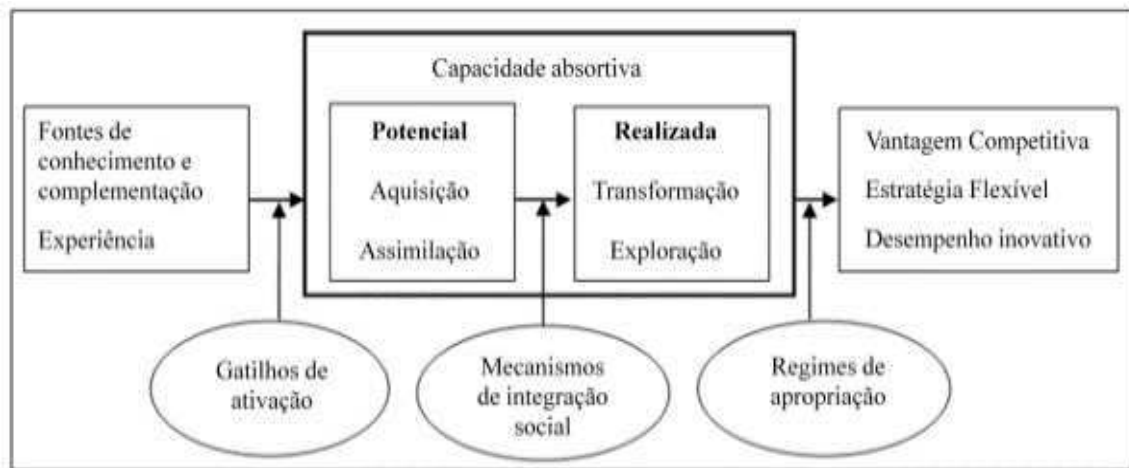 Capacidade absortiva
Fontes de
conhecimento e
complementação
Experiência
Potencial
Aquisição
Assimilação
Realizada
Transformação
Exploração
Vantagem Competitiva
Estratégia Flexível
Desempenho inovativo
Gatilhos de
ativação
Mecanismos
de integração
social
Regimes de
apropriação